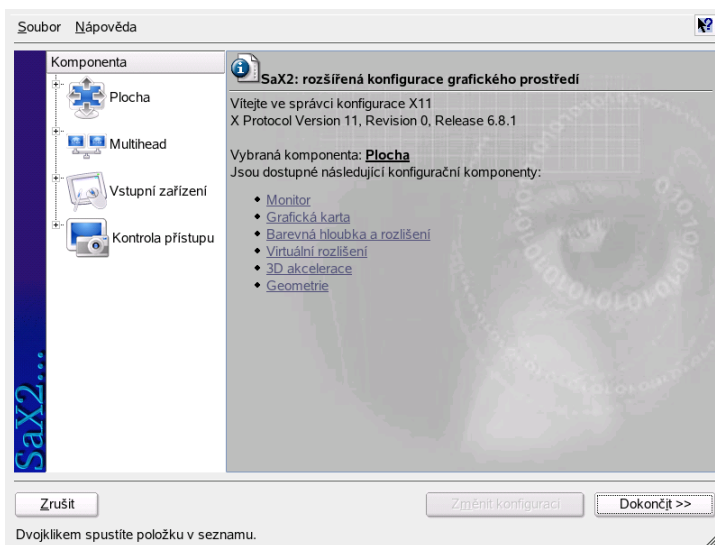 Soubor Nápověda
Komponenta
Plocha
Multihead
Vstupní zařízení
Kontrola přístupu
SaX2...
SaX2: rozšířená konfigurace grafického prostředí
Vítejte ve správci konfigurace X11
X Protocol Version 11, Revision 0, Release 6.8.1
Vybraná komponenta: Plocha
Jsou dostupné následující konfigurační komponenty:
Monitor
Grafická karta
Barevná hloubka a rozlišení
Virtuální rozlišení
3D akcelerace
Geometrie
Zrušit
Změnit konfiguraci
Dokončit >>
Dvojklikem spustíte položku v seznamu.